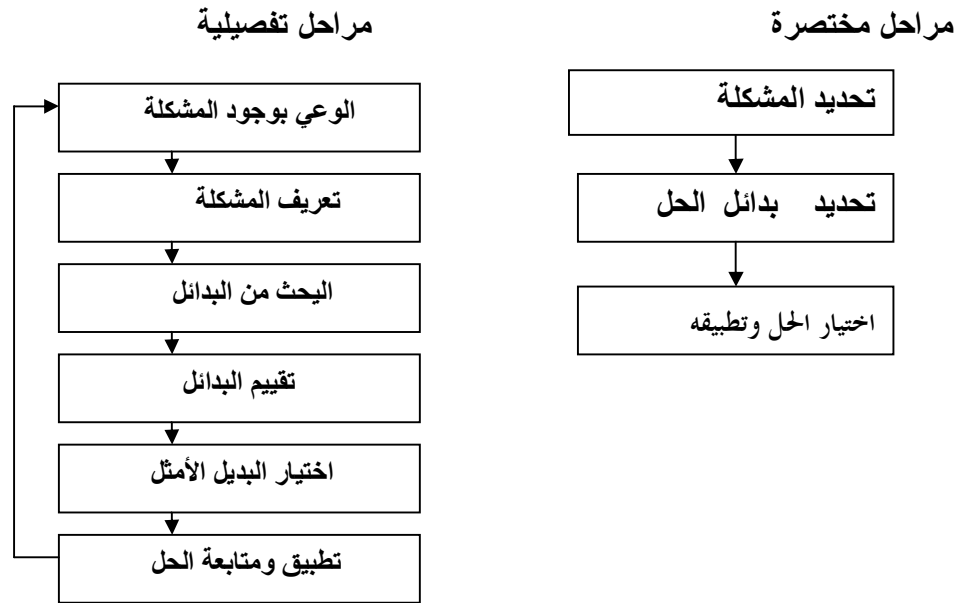 مراحل مختصرة
تحديد المشكلة
تحديد بدائل الحل
اختيار الحل وتطبيقه
مراحل تفصيلية
الوعي بوجود المشكلة
تعريف المشكلة
اليحث من البدائل
تقييم البدائل
اختيار البديل الأمثل
تطبيق ومتابعة الحل